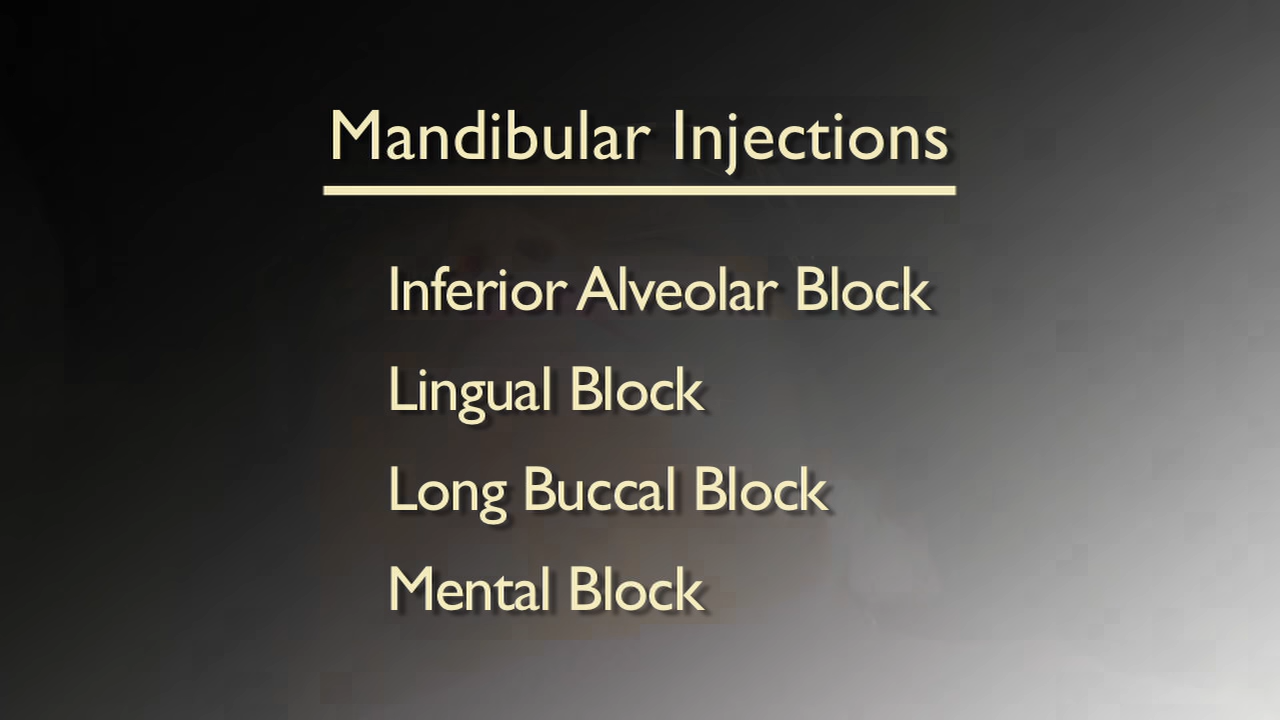 Mandibular Injections
Inferior Alveolar Block
Lingual Block
Long Buccal Block
Mental Block